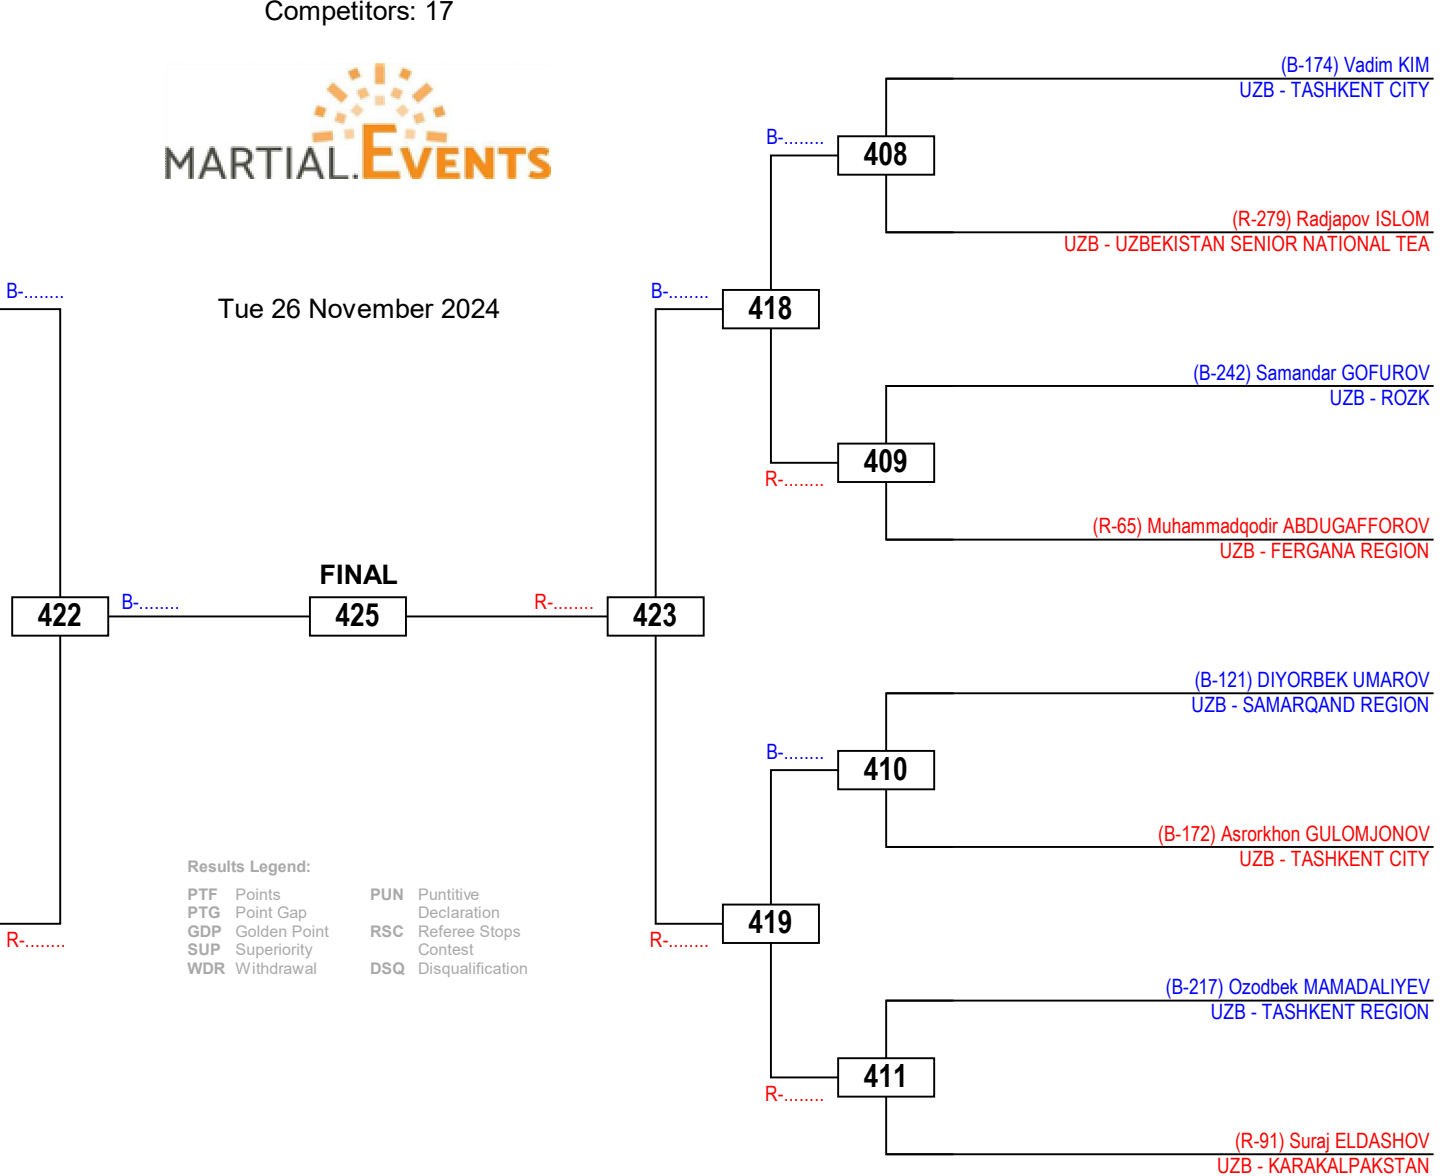 Competitors: 17
MARTIAL.EVENTS
Tue 26 November 2024
(B-174) Vadim KIM
UZB - TASHKENT CITY
B-........
408
(R-279) Radjapov ISLOM
UZB - UZBEKISTAN SENIOR NATIONAL TEA
B-........
B-........
418
(B-242) Samandar GOFUROV
UZB - ROZK
409
R-........
(R-65) Muhammadqodir ABDUGAFFOROV
UZB - FERGANA REGION
FINAL
422
B-........
425
R-........
423
(B-121) DIYORBEK UMAROV
UZB - SAMARQAND REGION
B-........
410
(B-172) Asrorkhon GULOMJONOV
UZB - TASHKENT CITY
R-........
R-........
419
(B-217) Ozodbek MAMADALIYEV
UZB - TASHKENT REGION
411
R-........
(R-91) Suraj ELDASHOV
UZB - KARAKALPAKSTAN
Results Legend:
PTF Points
PTG Point Gap
GDP Golden Point
SUP Superiority
WDR Withdrawal
PUN Puntitive
Declaration
RSC Referee Stops
Contest
DSQ Disqualification